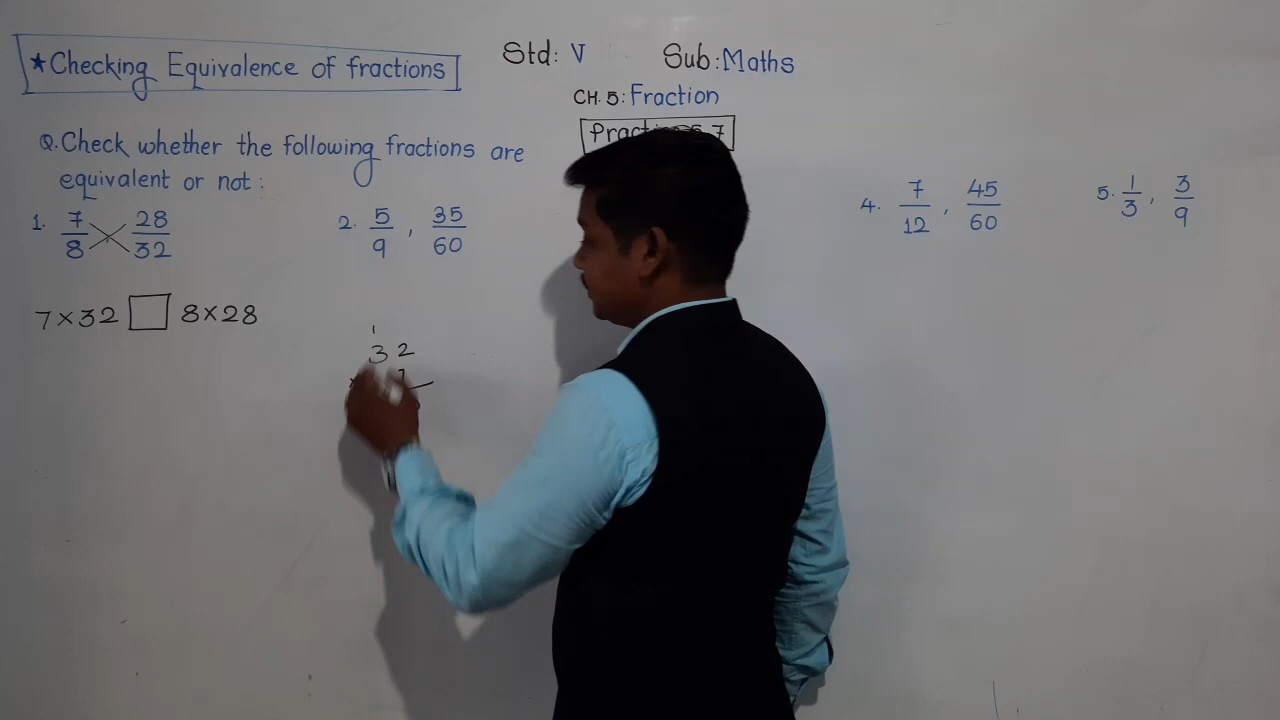 ★Checking Equivalence of fractions
Std: V Sub:Maths
CH. 5: Fraction
Q. Check whether the following fractions are
equivalent or not:
1. 7/8 28/32
2. 5/9 , 35/60
4. 7/12 , 45/60
5. 1/3 , 3/9
7×32 □ 8×28
1
32